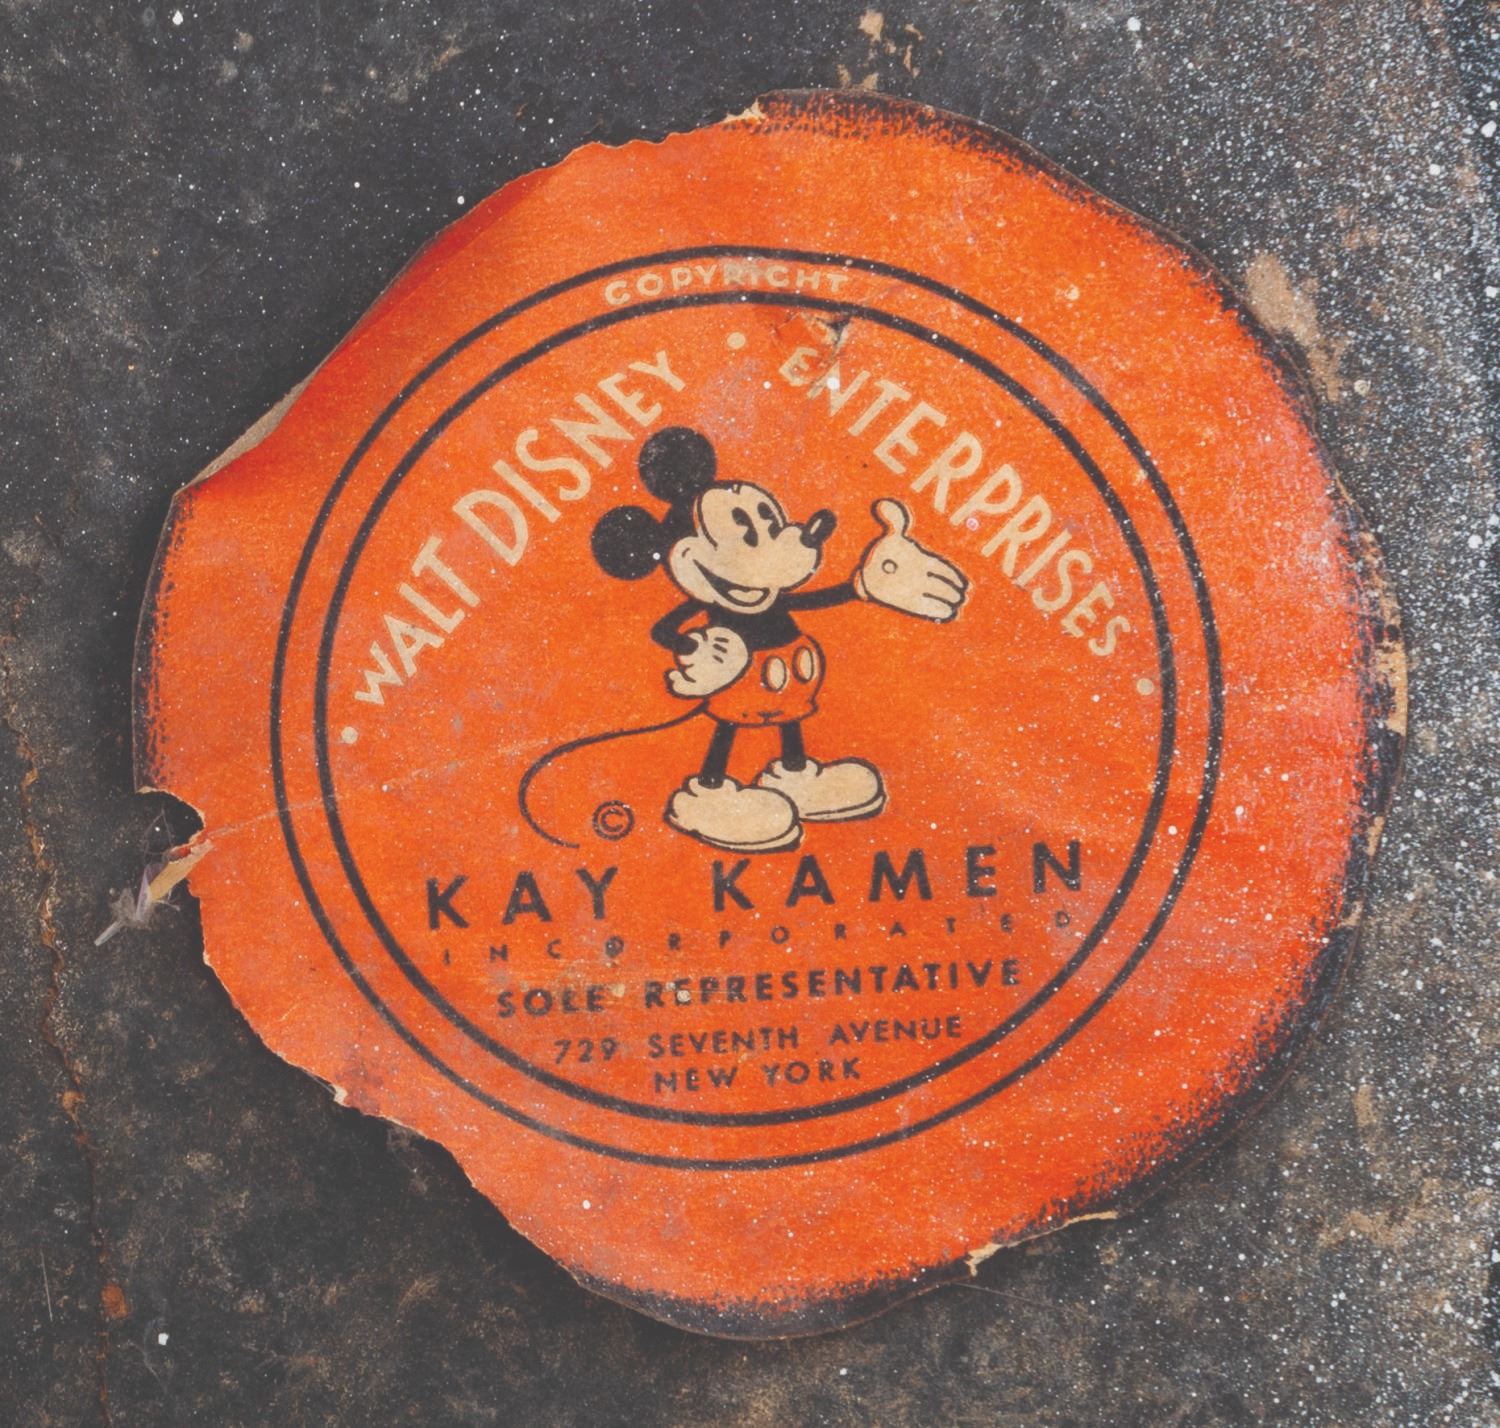 COPYRIGHT
WALT DISNEY • ENTERPRISES
©
KAY KAMEN
INCORPORATED
SOLE REPRESENTATIVE
729 SEVENTH AVENUE
NEW YORK